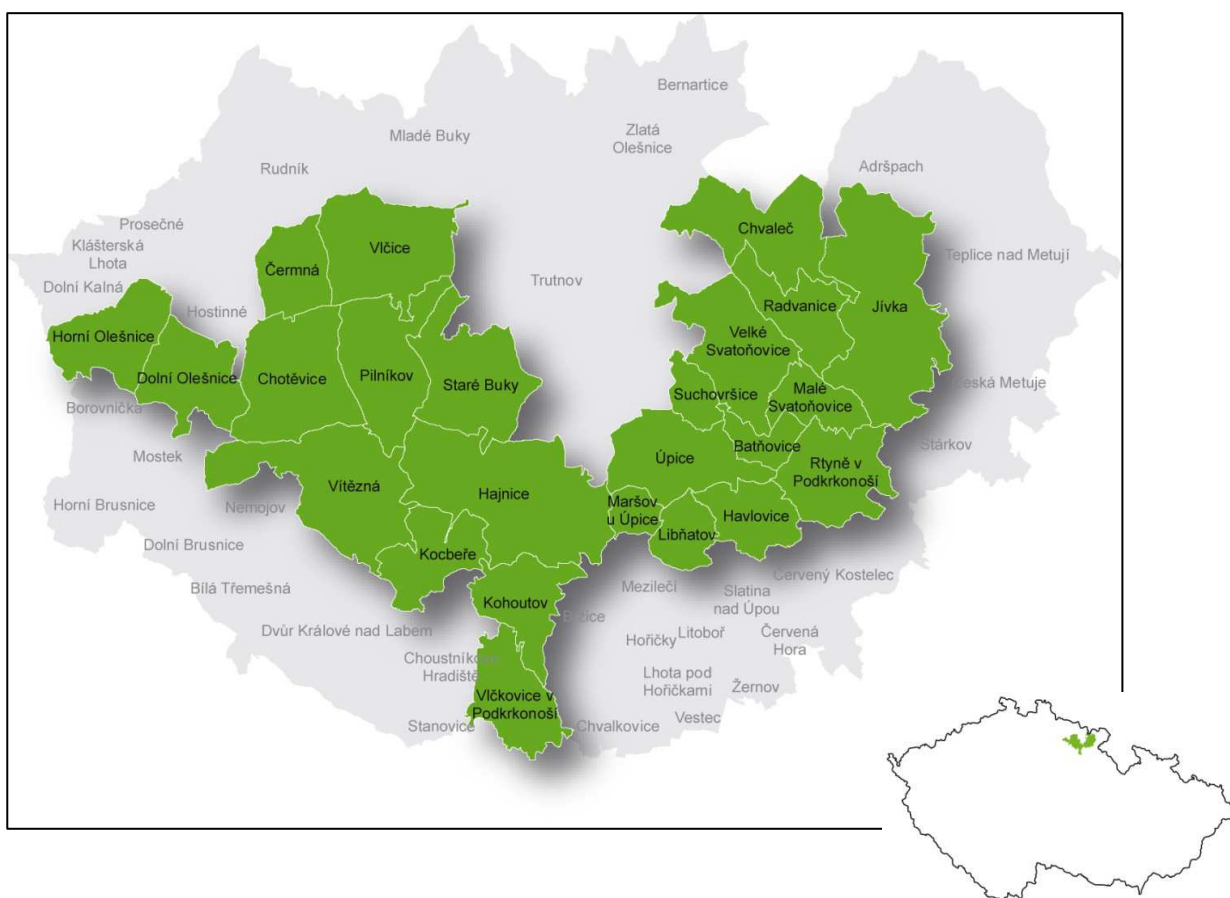 Bernartice
Zlatá
Olešnice
Mladé Buky
Rudník
Adršpach
Prosečné
Klášterská
Lhota
Dolní Kalná
Hostinné
Čermná
Vlčice
Trutnov
Chvaleč
Teplice nad Metují
Radvanice
Jívka
Horní Olešnice
Dolní Olešnice
Chotěvice
Pilníkov
Staré Buky
Velké
Svatoňovice
Suchovršice
Malé
Svatoňovice
Česká Metuje
Borovnička
Mostek
Stárkov
Batňovice
Úpice
Rtyně v
Podkrkonoší
Vítězná
Hajnice
Maršov
u Úpice
Havlovice
Libňatov
Horní Brusnice
Nemojov
Dolní Brusnice
Kocbeře
Bílá Třemešná
Kohoutov
Mezilečí
Slatina
nad Úpou
Červený Kostelec
Brzice
Dvůr Králové nad Labem
Hořičky
Litoboř
Červená
Hora
Choustníkovo
Hradiště
Lhota pod
Hořičkami
Žernov
Vlčkovice v
Podkrkonoší
Stanovice
Chvalkovice
Vestec